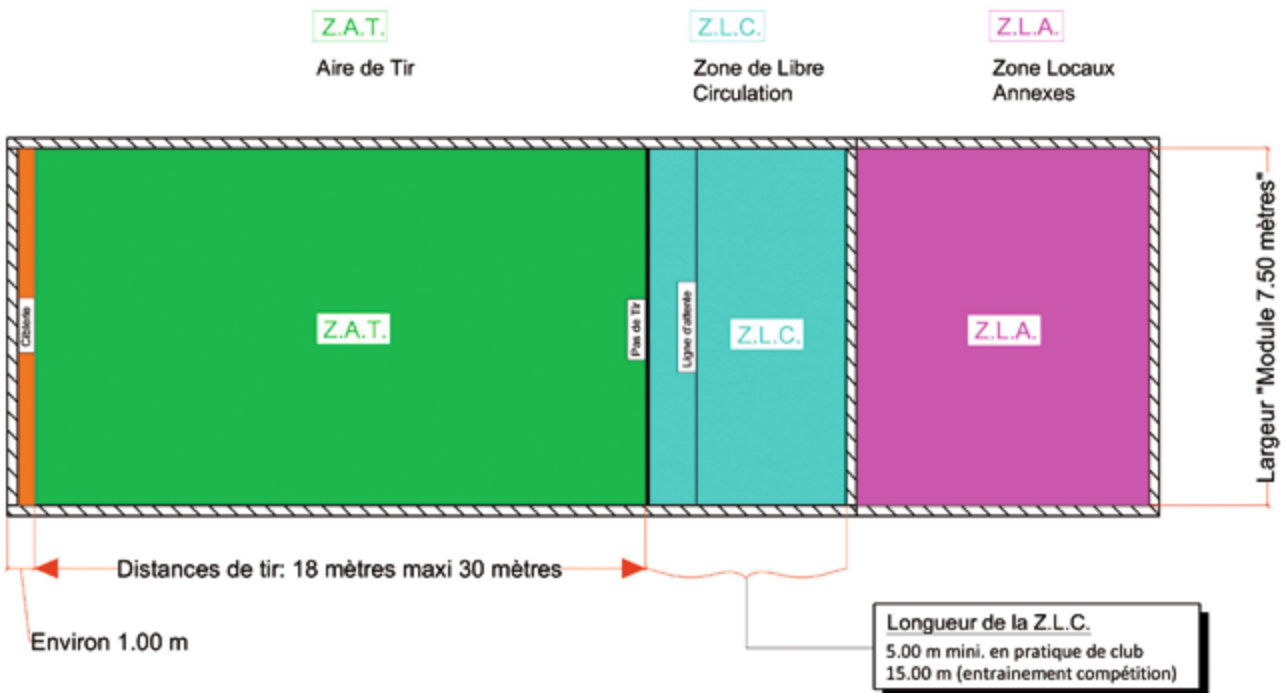 Z.A.T.
Aire de Tir
Z.L.C.
Zone de Libre
Circulation
Z.L.A.
Zone Locaux
Annexes
Ciblerie
Z.A.T.
Pas de Tir
Ligne d'attente
Z.L.C.
Z.L.A.
Largeur "Module 7.50 mètres"
Distances de tir: 18 mètres maxi 30 mètres
Environ 1.00 m
Longueur de la Z.L.C.
5.00 m mini. en pratique de club
15.00 m (entrainement compétition)